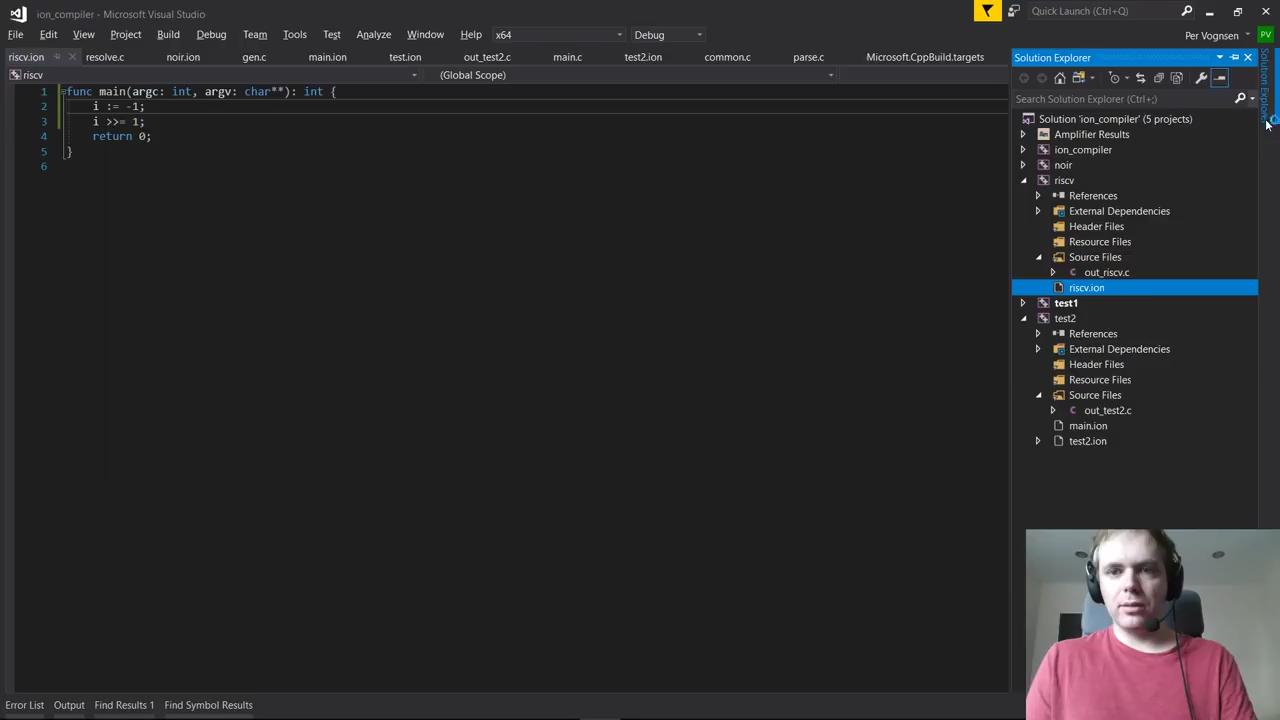 ion_compiler - Microsoft Visual Studio
Quick Launch (Ctrl+Q)
File Edit View Project Build Debug Team Tools Test Analyze Window Help x64 Debug
Per Vognsen PV
riscv.ion resolve.c noir.ion gen.c main.ion test.ion out_test2.c main.c test2.ion common.c parse.c Microsoft.CppBuild.targets
riscv (Global Scope)
1 func main(argc: int, argv: char**): int {
2 i := -1;
3 i >>= 1;
4 return 0;
5 }
6
Solution Explorer
Search Solution Explorer (Ctrl+;)
Solution 'ion_compiler' (5 projects)
Amplifier Results
ion_compiler
noir
riscv
References
External Dependencies
Header Files
Resource Files
Source Files
out_riscv.c
riscv.ion
test1
test2
References
External Dependencies
Header Files
Resource Files
Source Files
out_test2.c
main.ion
test2.ion
Solution Explorer
Error List Output Find Results 1 Find Symbol Results